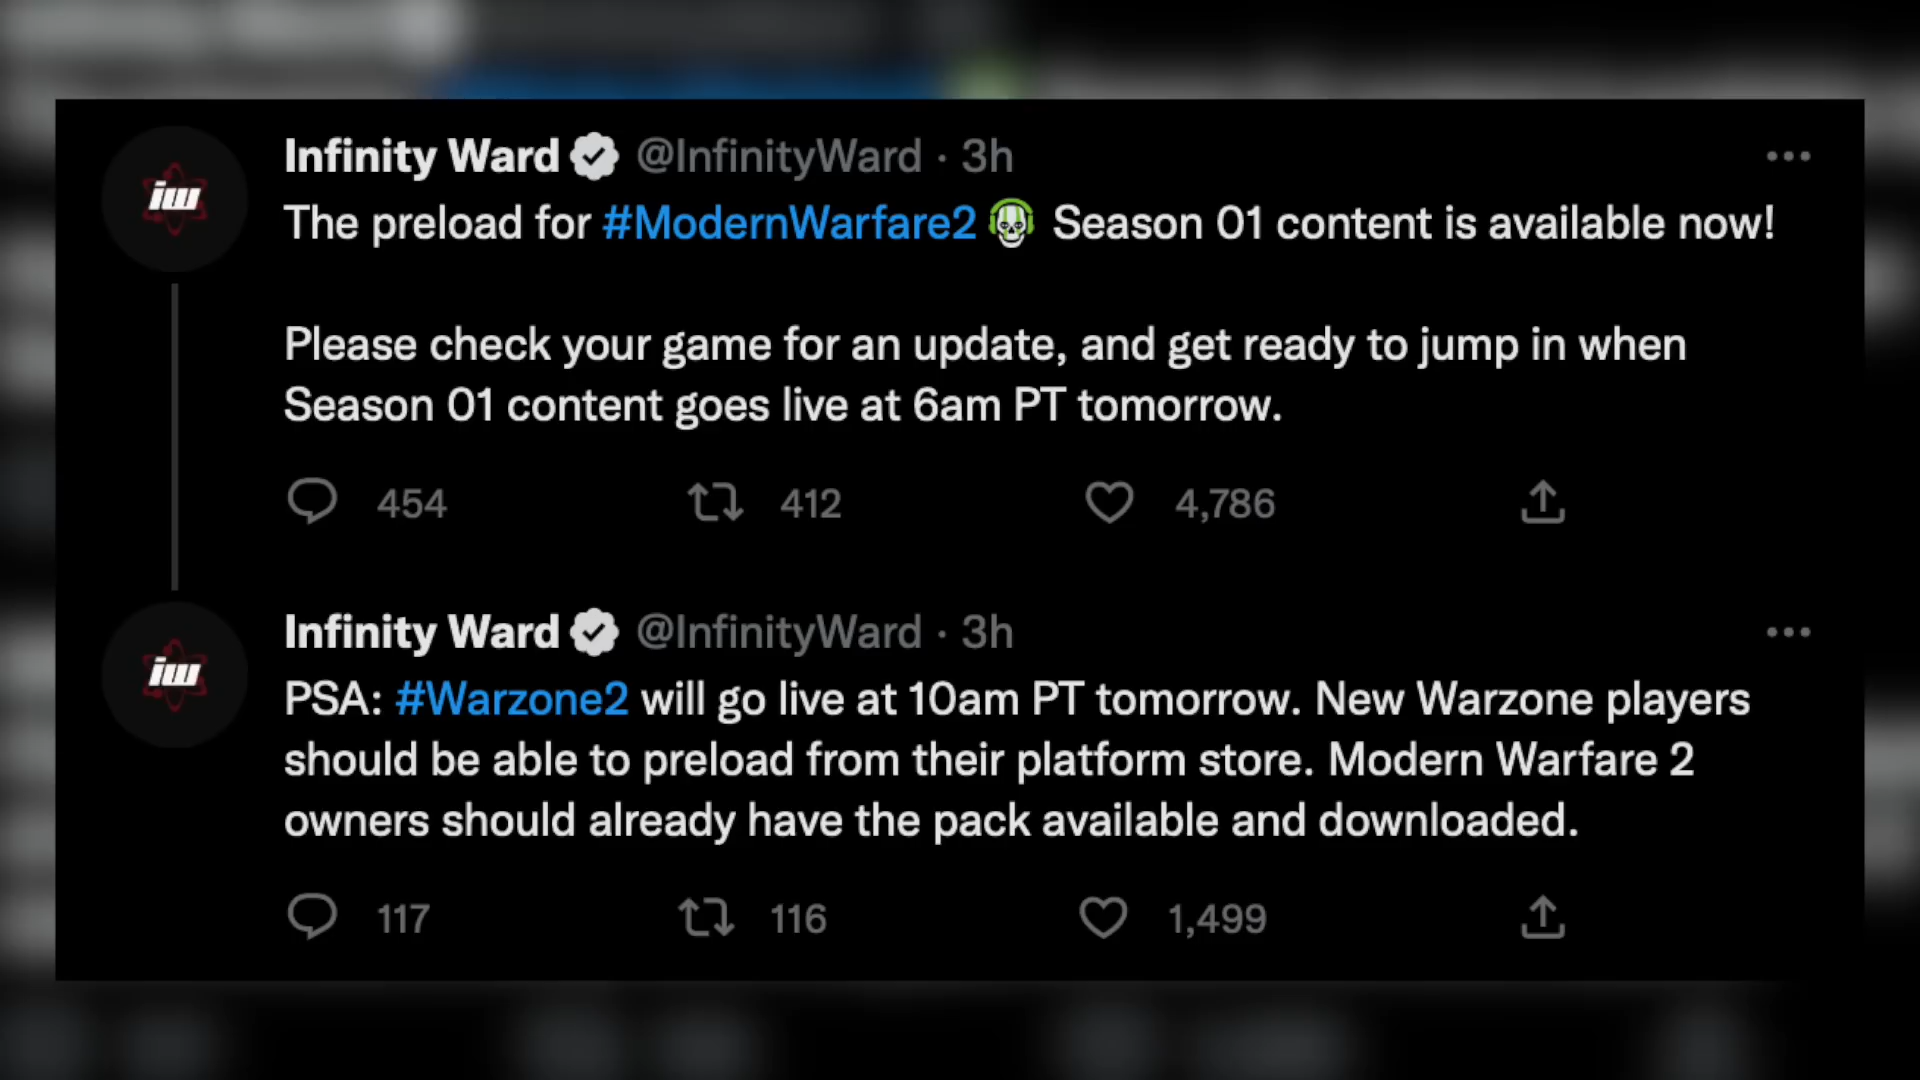 Infinity Ward @InfinityWard · 3h
The preload for #ModernWarfare2 Season 01 content is available now!
Please check your game for an update, and get ready to jump in when
Season 01 content goes live at 6am PT tomorrow.
454 412 4,786
Infinity Ward @InfinityWard · 3h
PSA: #Warzone2 will go live at 10am PT tomorrow. New Warzone players
should be able to preload from their platform store. Modern Warfare 2
owners should already have the pack available and downloaded.
117 116 1,499
iw
iw